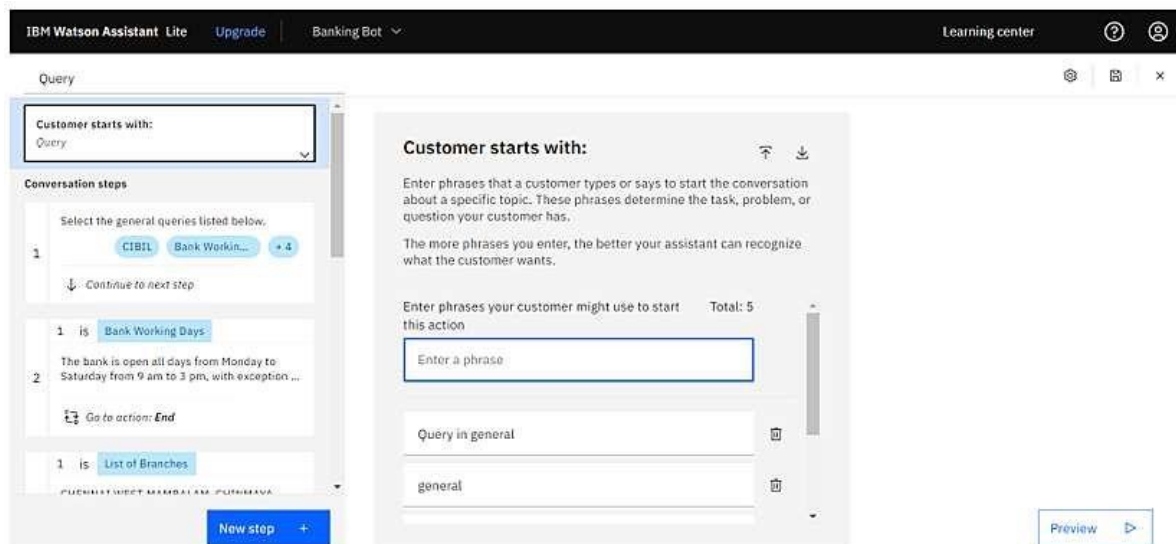 IBM Watson Assistant Lite Upgrade Banking Bot Learning center
Query
Customer starts with:
Query
Conversation steps
1
Select the general queries listed below.
CIBIL Bank Workin... + 4
Continue to next step
1 is Bank Working Days
2
The bank is open all days from Monday to
Saturday from 9 am to 3 pm, with exception ...
Go to action: End
1 is List of Branches
CHENNAI WEST MAMBALAM, CHINMAYA
New step +
Customer starts with:
Enter phrases that a customer types or says to start the conversation
about a specific topic. These phrases determine the task, problem, or
question your customer has.
The more phrases you enter, the better your assistant can recognize
what the customer wants.
Enter phrases your customer might use to start Total: 5
this action
Enter a phrase
Query in general
general
Preview